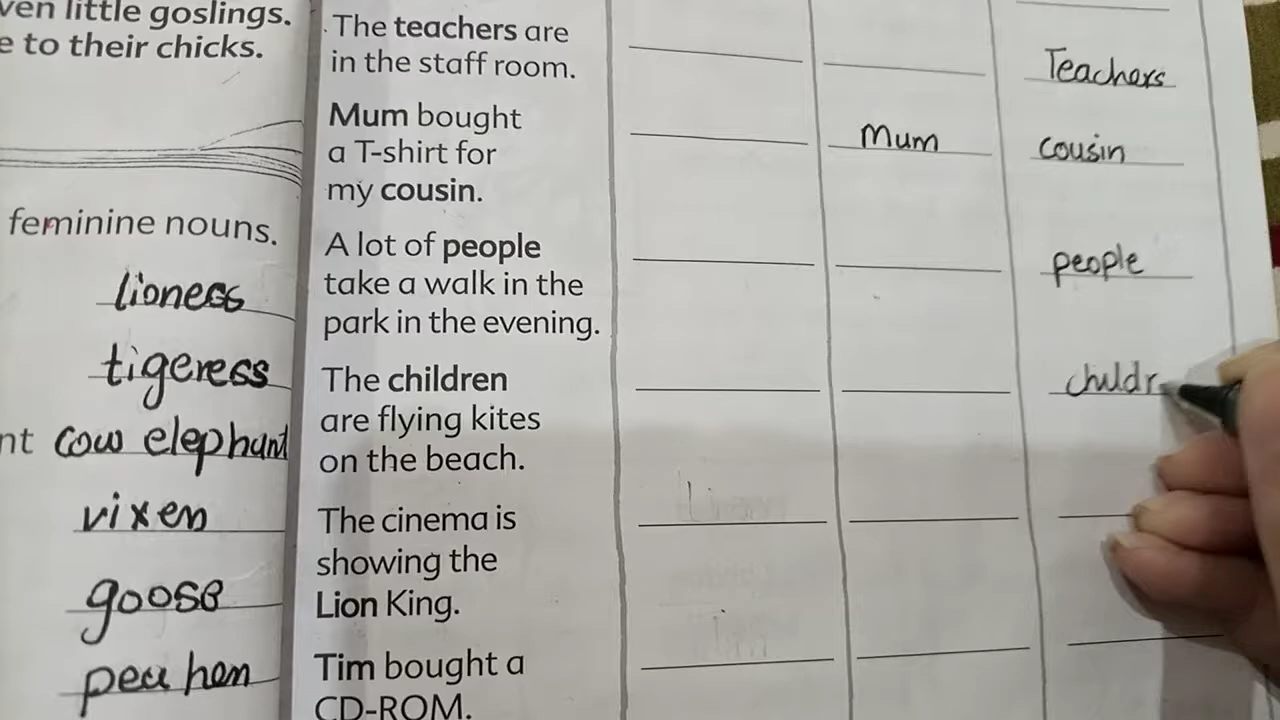 ven little goslings.
e to their chicks.
feminine nouns.
lioness
tigeress
nt cow elephant
vixen
goose
pea hen
The teachers are
in the staff room.
Teachers
Mum bought
a T-shirt for
my cousin.
Mum
cousin
A lot of people
take a walk in the
park in the evening.
people
The children
are flying kites
on the beach.
childr
The cinema is
showing the
Lion King.
Tim bought a
CD-ROM.